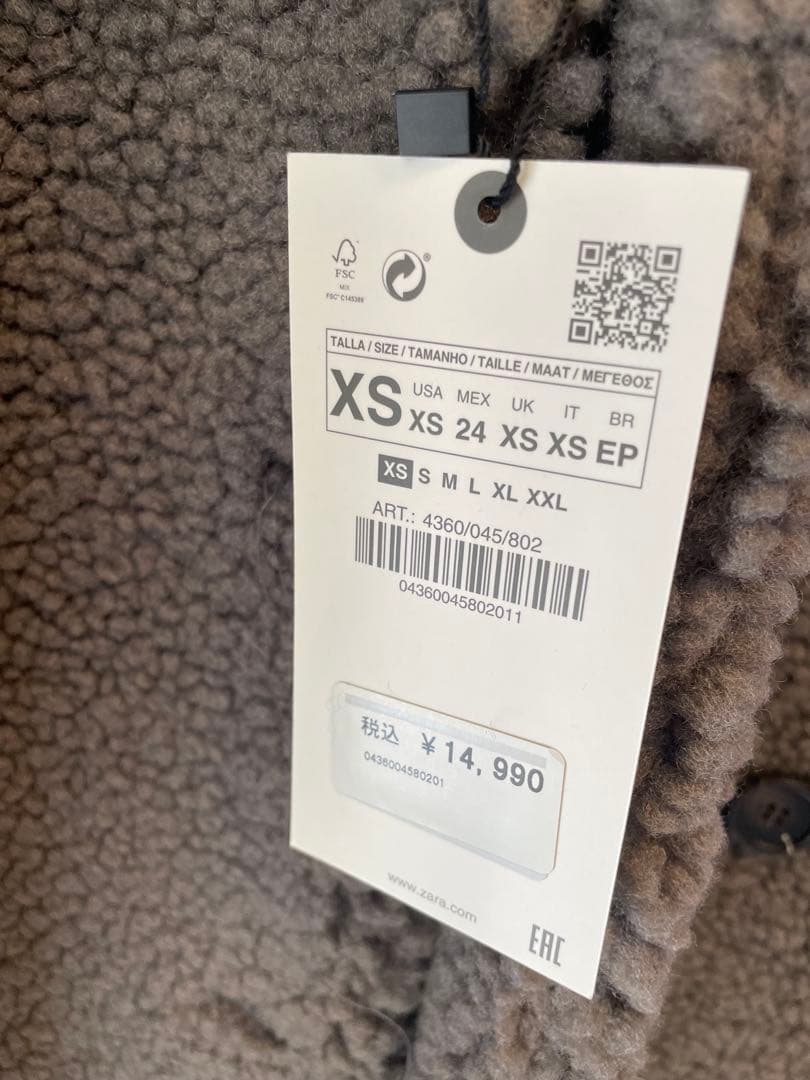 FSC
MIX
FSC® C145389
®
TALLA / SIZE / TAMANHO / TAILLE / MAAT / ΜΕΓΕΘΟΣ
XS
USA MEX UK IT BR
XS 24 XS XS EP
XS S M L XL XXL
ART.: 4360/045/802
04360045802011
税込 ¥14,990
0436004580201
www.zara.com
EAC